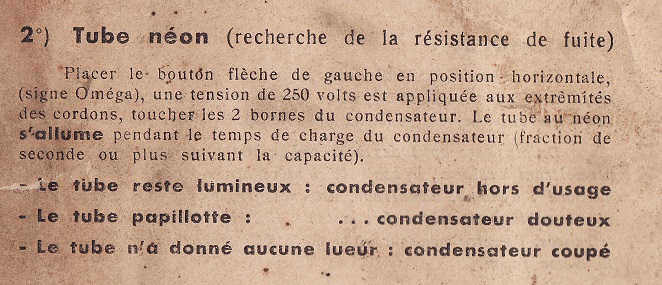 2°) Tube néon (recherche de la résistance de fuite)
Placer le bouton flèche de gauche en position horizontale,
(signe Oméga), une tension de 250 volts est appliquée aux extrèmités
des cordons, toucher les 2 bornes du condensateur. Le tube au néon
s'allume pendant le temps de charge du condensateur (fraction de
seconde ou plus suivant la capacité).
- Le tube reste lumineux : condensateur hors d'usage
- Le tube papillotte : ... condensateur douteux
- Le tube n'a donné aucune lueur : condensateur coupé